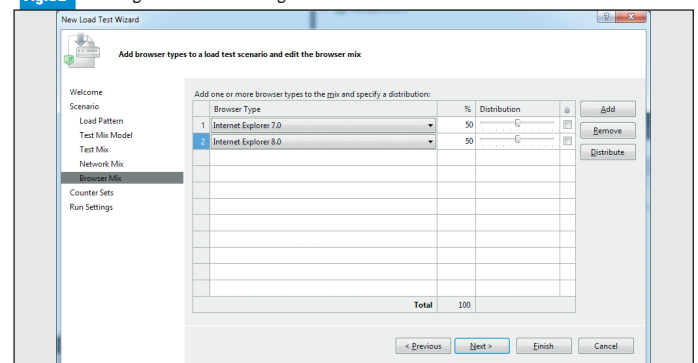 New Load Test Wizard
Add browser types to a load test scenario and edit the browser mix
Welcome
Scenario
Load Pattern
Test Mix Model
Test Mix
Network Mix
Browser Mix
Counter Sets
Run Settings
Add one or more browser types to the mix and specify a distribution:
Browser Type % Distribution
1 Internet Explorer 7.0 50
2 Internet Explorer 8.0 50
Total 100
Add
Remove
Distribute
< Previous Next > Finish Cancel